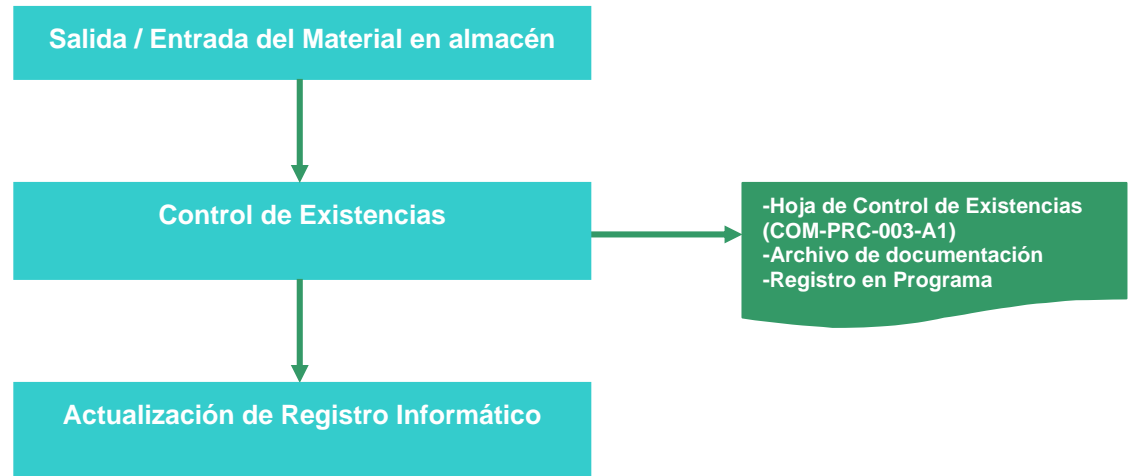 Salida / Entrada del Material en almacén
Control de Existencias
-Hoja de Control de Existencias
(COM-PRC-003-A1)
-Archivo de documentación
-Registro en Programa
Actualización de Registro Informático